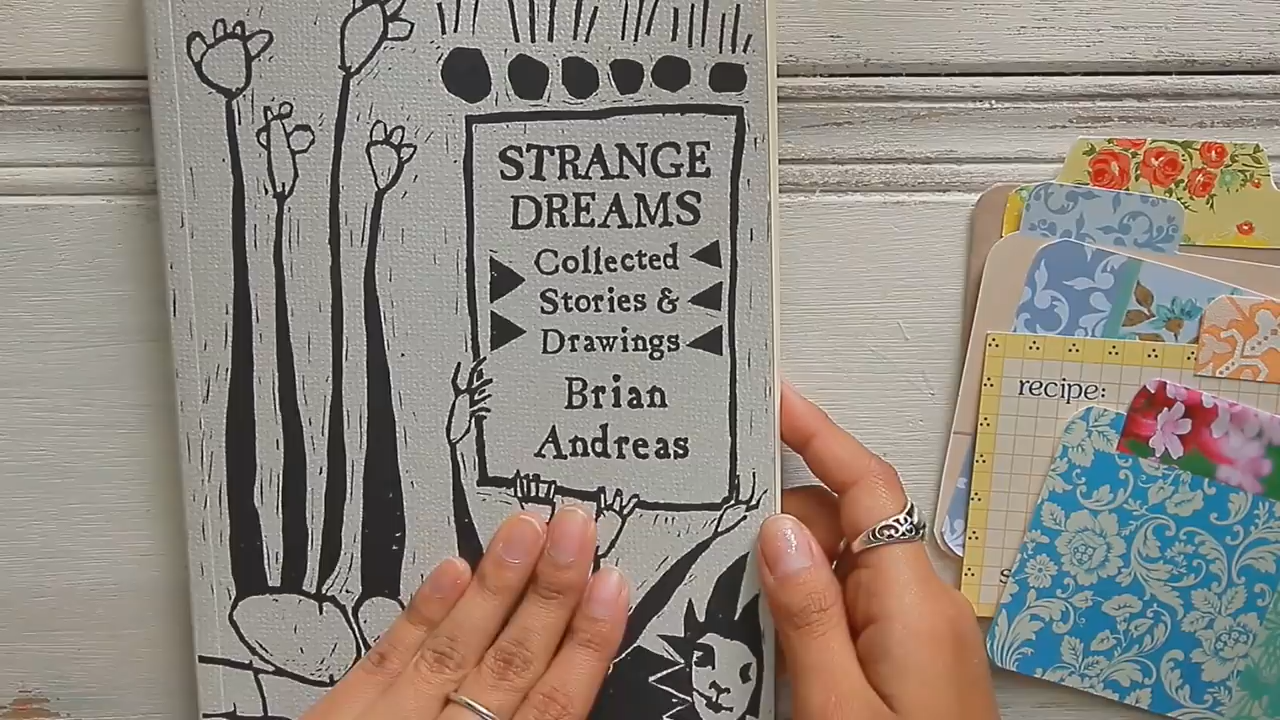 STRANGE
DREAMS
Collected
Stories &
Drawings
Brian
Andreas
recipe: